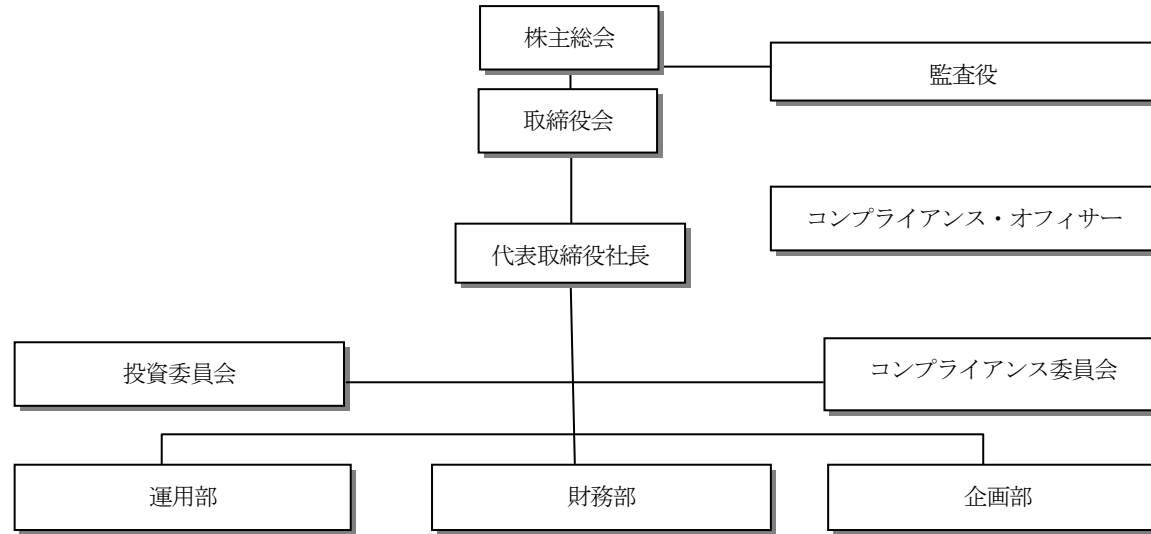 株主総会
監査役
取締役会
コンプライアンス・オフィサー
代表取締役社長
投資委員会
コンプライアンス委員会
運用部
財務部
企画部